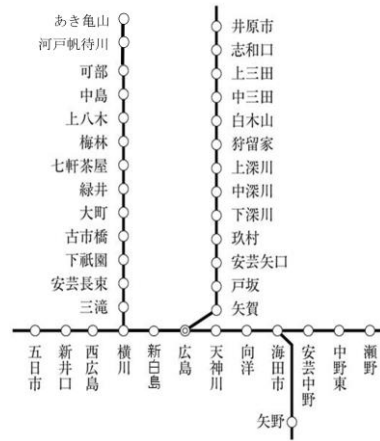 あき亀山
河戸帆待川
可部
中島
上八木
梅林
七軒茶屋
緑井
大町
古市橋
下祇園
安芸長束
三滝
井原市
志和口
上三田
中三田
白木山
狩留家
上深川
中深川
下深川
玖村
安芸矢口
戸坂
矢賀
五日市
新井口
西広島
横川
新白島
広島
天神川
向洋
海田市
安芸中野
中野東
瀬野
矢野